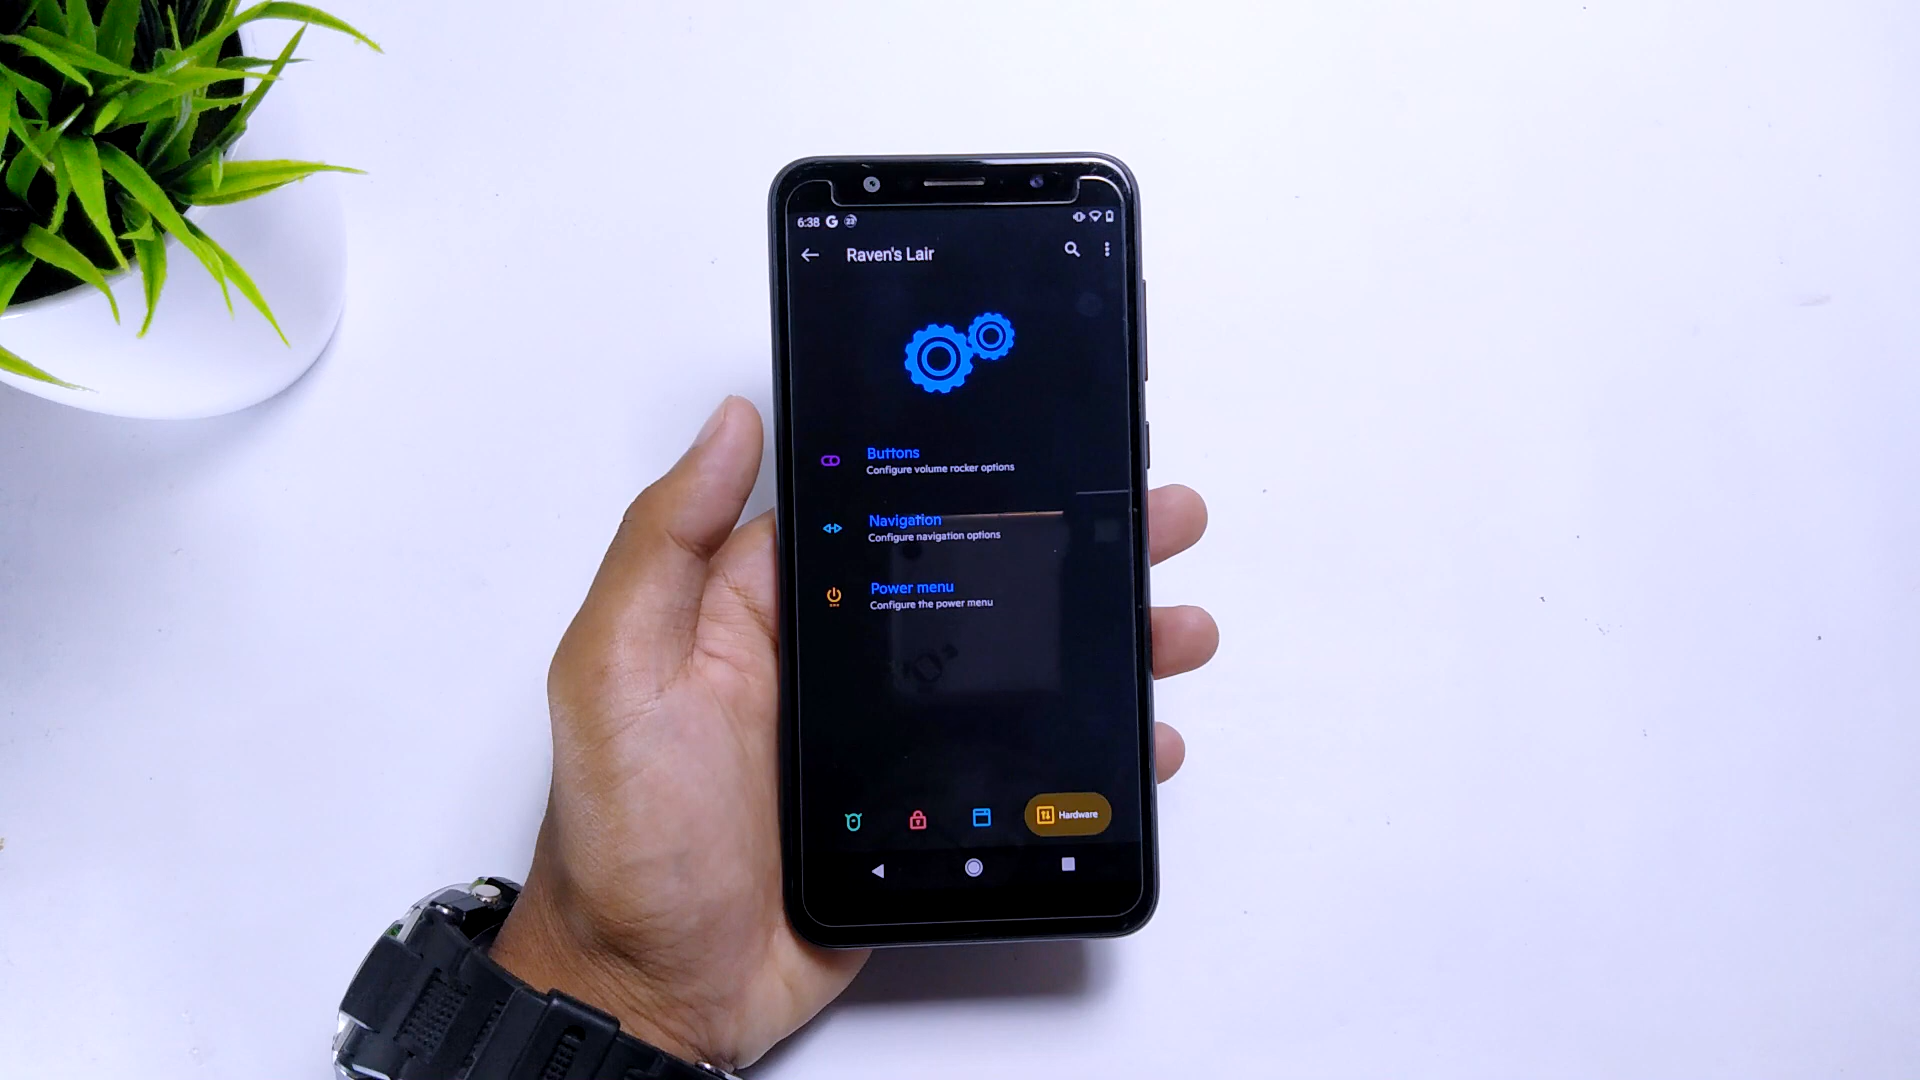 6:38 G 23
Raven's Lair
Buttons
Configure volume rocker options
Navigation
Configure navigation options
Power menu
Configure the power menu
Hardware